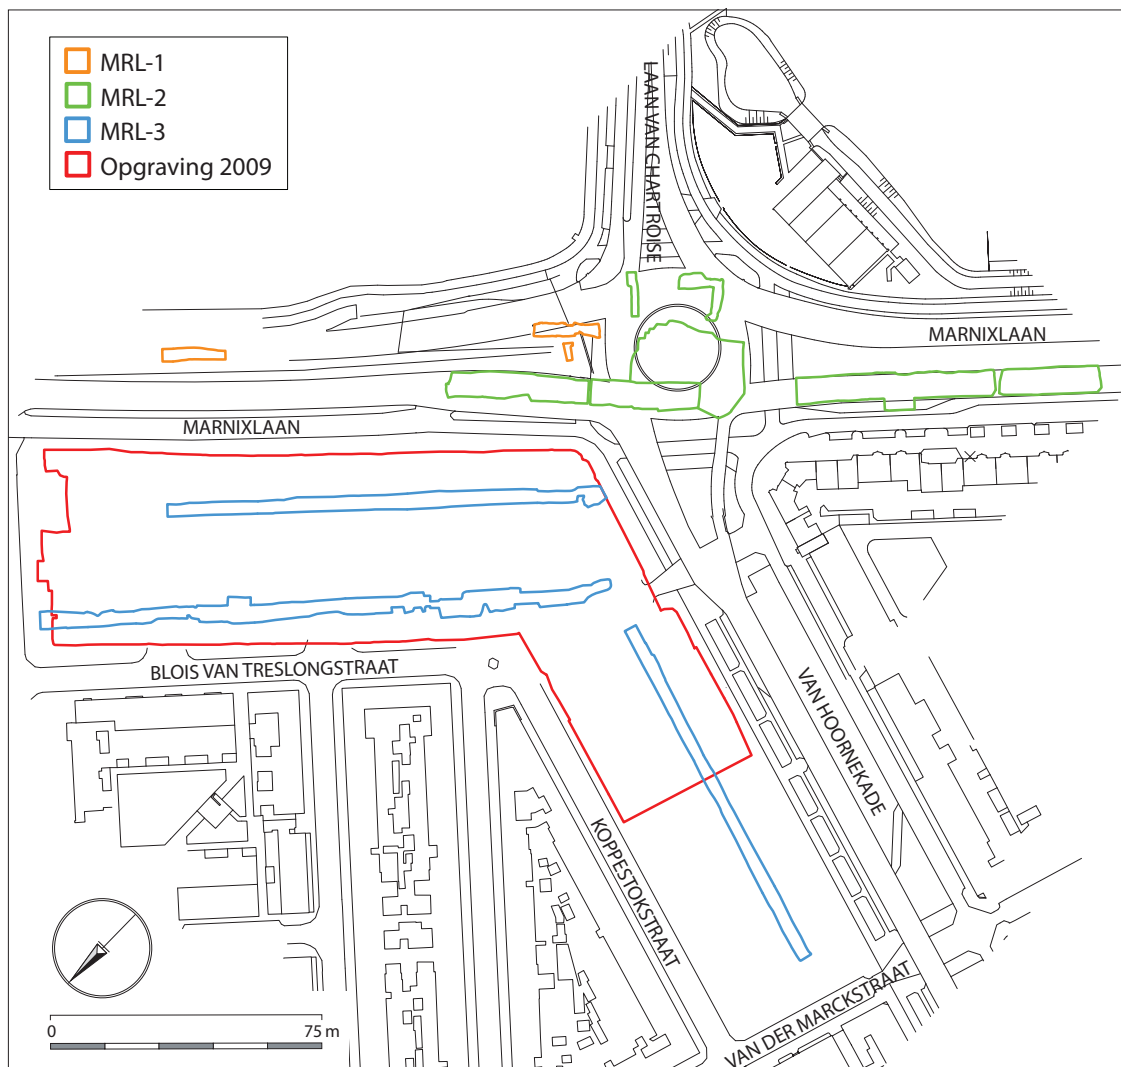 MRL-1
MRL-2
MRL-3
Opgraving 2009
LAAN VAN CHARTROISE
MARNIXLAAN
MARNIXLAAN
BLOIS VAN TRESLONGSTRAAT
VAN HOORNEKADE
KOPPESTOKSTRAAT
VAN DER MARCKSTRAAT
0 75 m